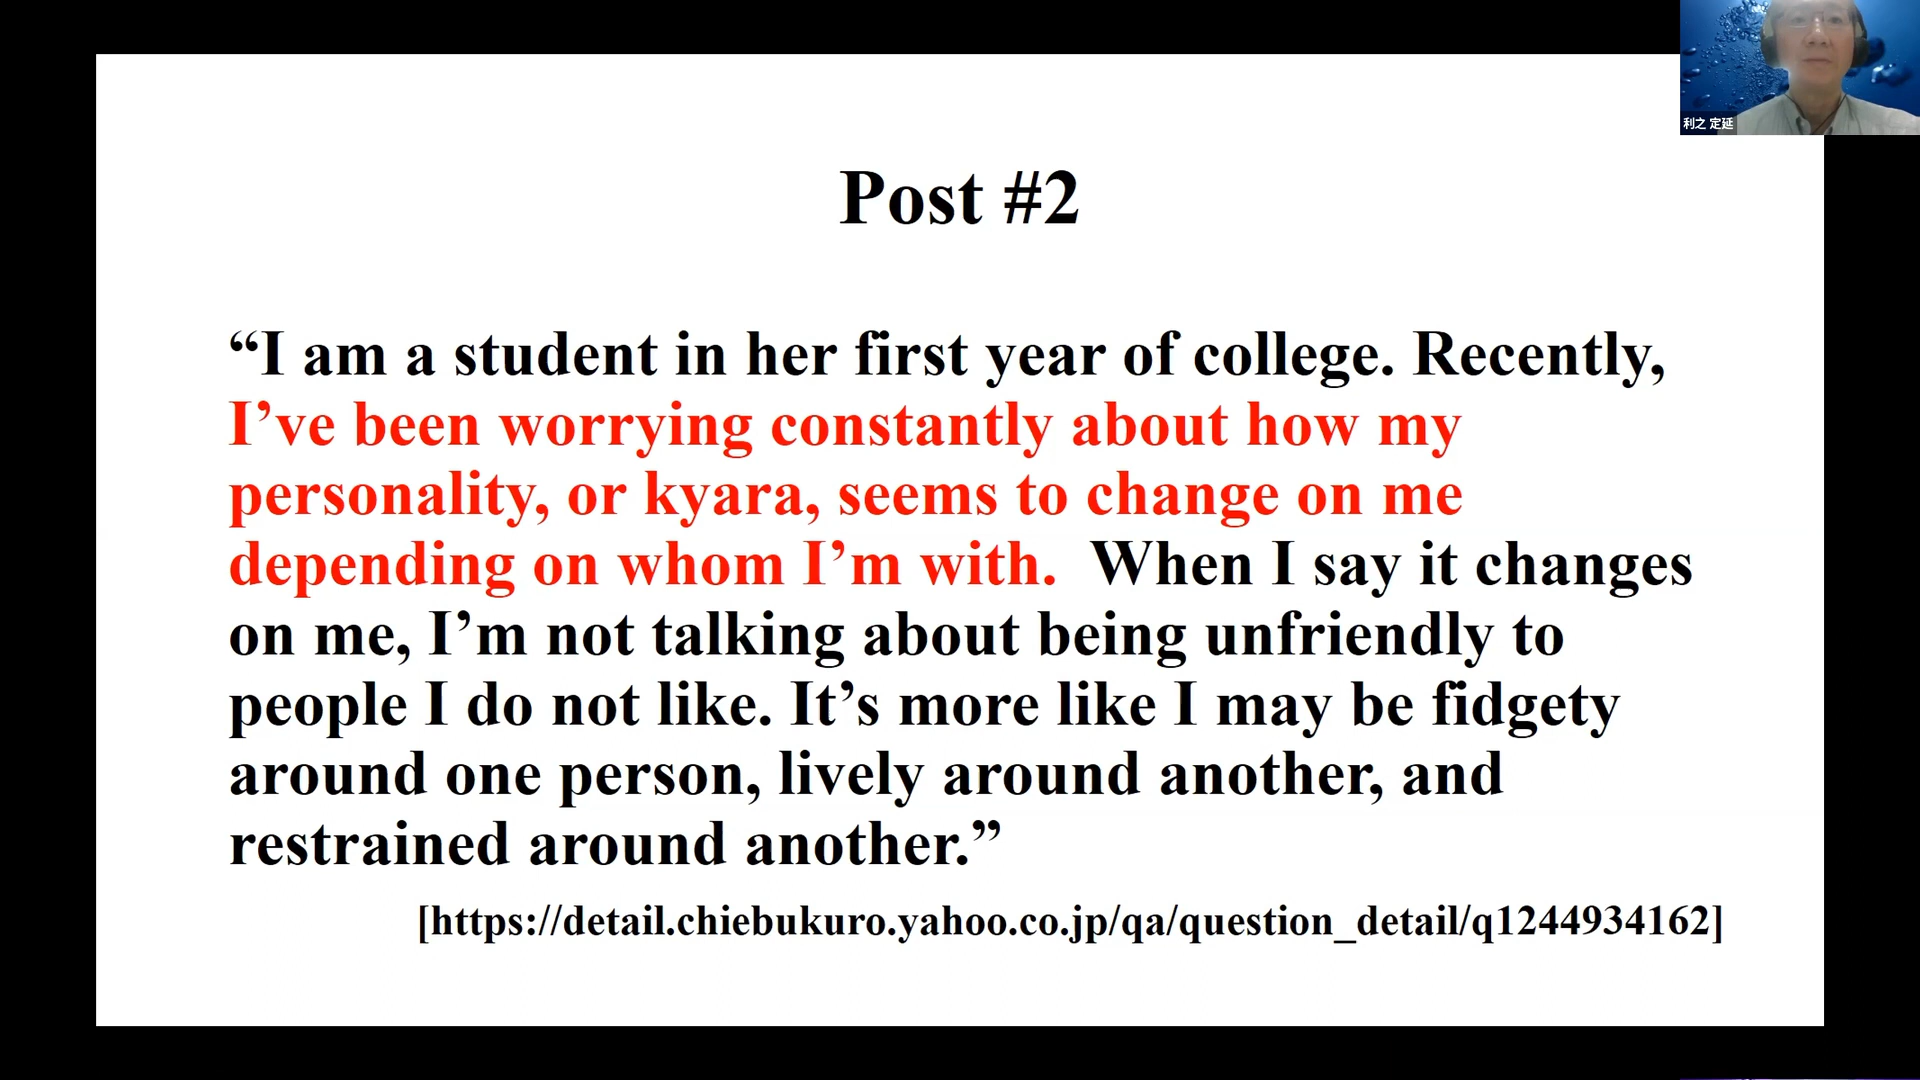 利之 定延
Post #2
“I am a student in her first year of college. Recently,
I’ve been worrying constantly about how my
personality, or kyara, seems to change on me
depending on whom I’m with.  When I say it changes
on me, I’m not talking about being unfriendly to
people I do not like. It’s more like I may be fidgety
around one person, lively around another, and
restrained around another.”
[https://detail.chiebukuro.yahoo.co.jp/qa/question_detail/q1244934162]